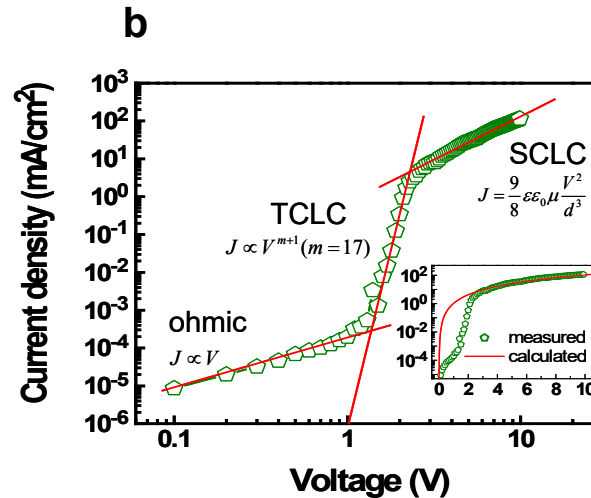 b
Current density (mA/cm²)
10³
10²
10¹
10⁰
10⁻¹
10⁻²
10⁻³
10⁻⁴
10⁻⁵
10⁻⁶
SCLC
J = 9/8 εε₀μ V²/d³
TCLC
J ∝ Vᵐ⁺¹(m = 17)
ohmic
J ∝ V
10²
10⁰
10⁻²
10⁻⁴
measured
calculated
0 2 4 6 8 10
0.1 1 10
Voltage (V)